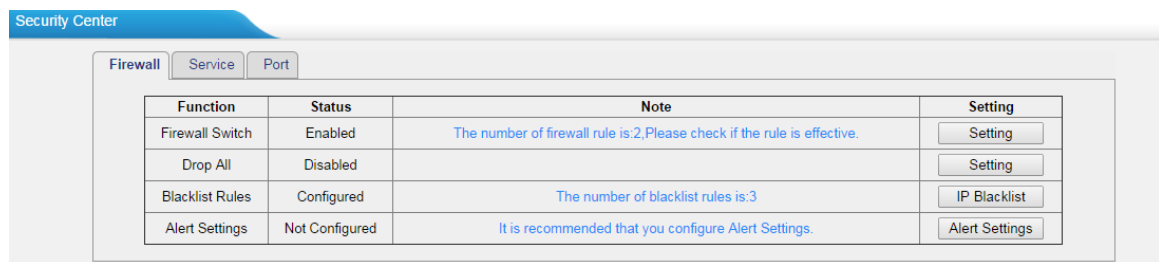 Security Center
Firewall Service Port
Function Status Note Setting
Firewall Switch Enabled The number of firewall rule is:2,Please check if the rule is effective. Setting
Drop All Disabled Setting
Blacklist Rules Configured The number of blacklist rules is:3 IP Blacklist
Alert Settings Not Configured It is recommended that you configure Alert Settings. Alert Settings